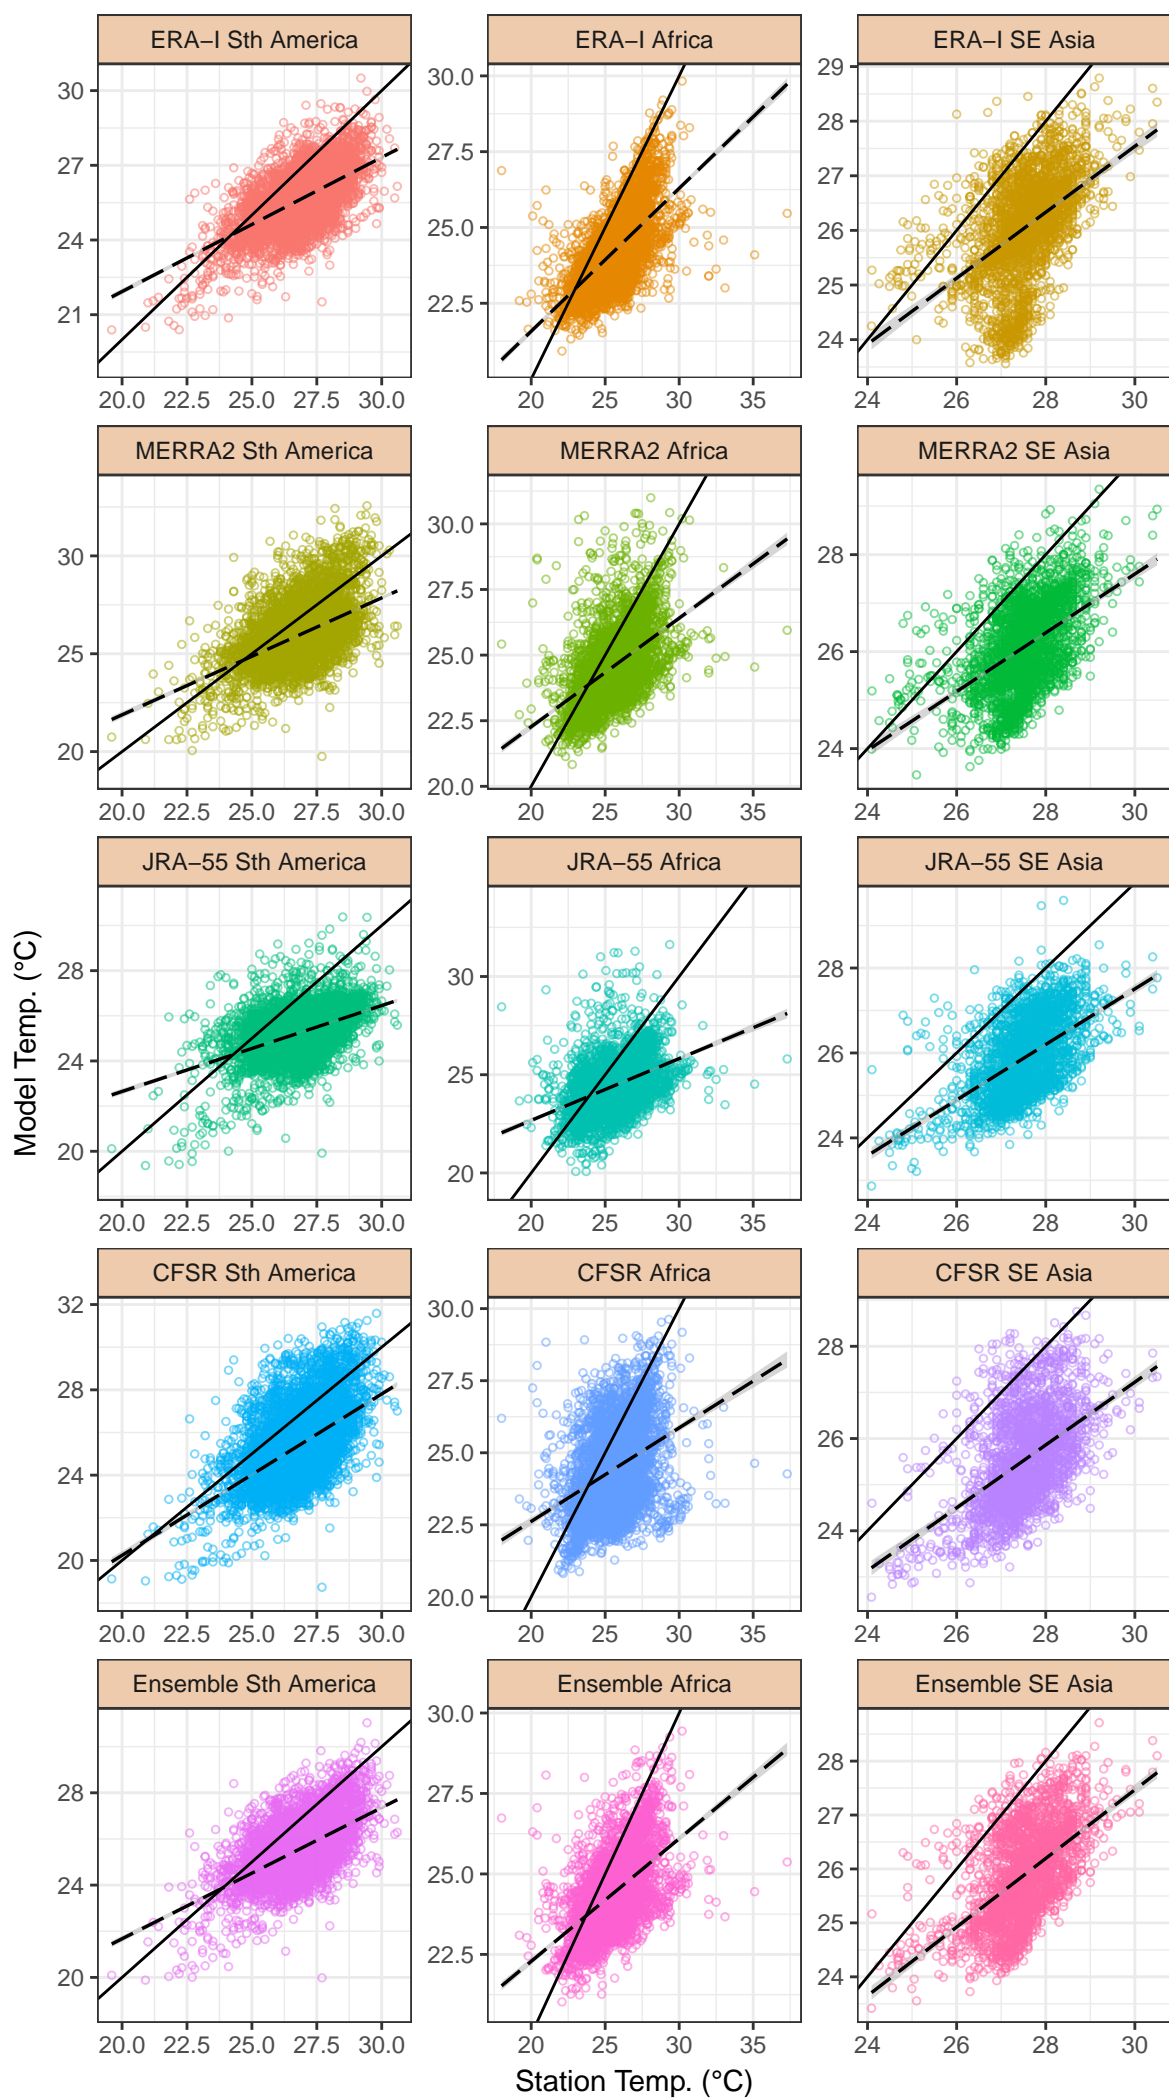 ERA−I Sth America
ERA−I Africa
ERA−I SE Asia
30
27
24
21
20.0 22.5 25.0 27.5 30.0
30.0
27.5
25.0
22.5
20 25 30 35
29
28
27
26
25
24
24 26 28 30
MERRA2 Sth America
MERRA2 Africa
MERRA2 SE Asia
30
25
20
20.0 22.5 25.0 27.5 30.0
30.0
27.5
25.0
22.5
20.0
20 25 30 35
28
26
24
24 26 28 30
JRA−55 Sth America
JRA−55 Africa
JRA−55 SE Asia
28
24
20
20.0 22.5 25.0 27.5 30.0
30
25
20
20 25 30 35
28
26
24
24 26 28 30
CFSR Sth America
CFSR Africa
CFSR SE Asia
32
28
24
20
20.0 22.5 25.0 27.5 30.0
30.0
27.5
25.0
22.5
20.0
20 25 30 35
28
26
24
24 26 28 30
Ensemble Sth America
Ensemble Africa
Ensemble SE Asia
28
24
20
20.0 22.5 25.0 27.5 30.0
30.0
27.5
25.0
22.5
20 25 30 35
28
27
26
25
24
24 26 28 30
Model Temp. (°C)
Station Temp. (°C)